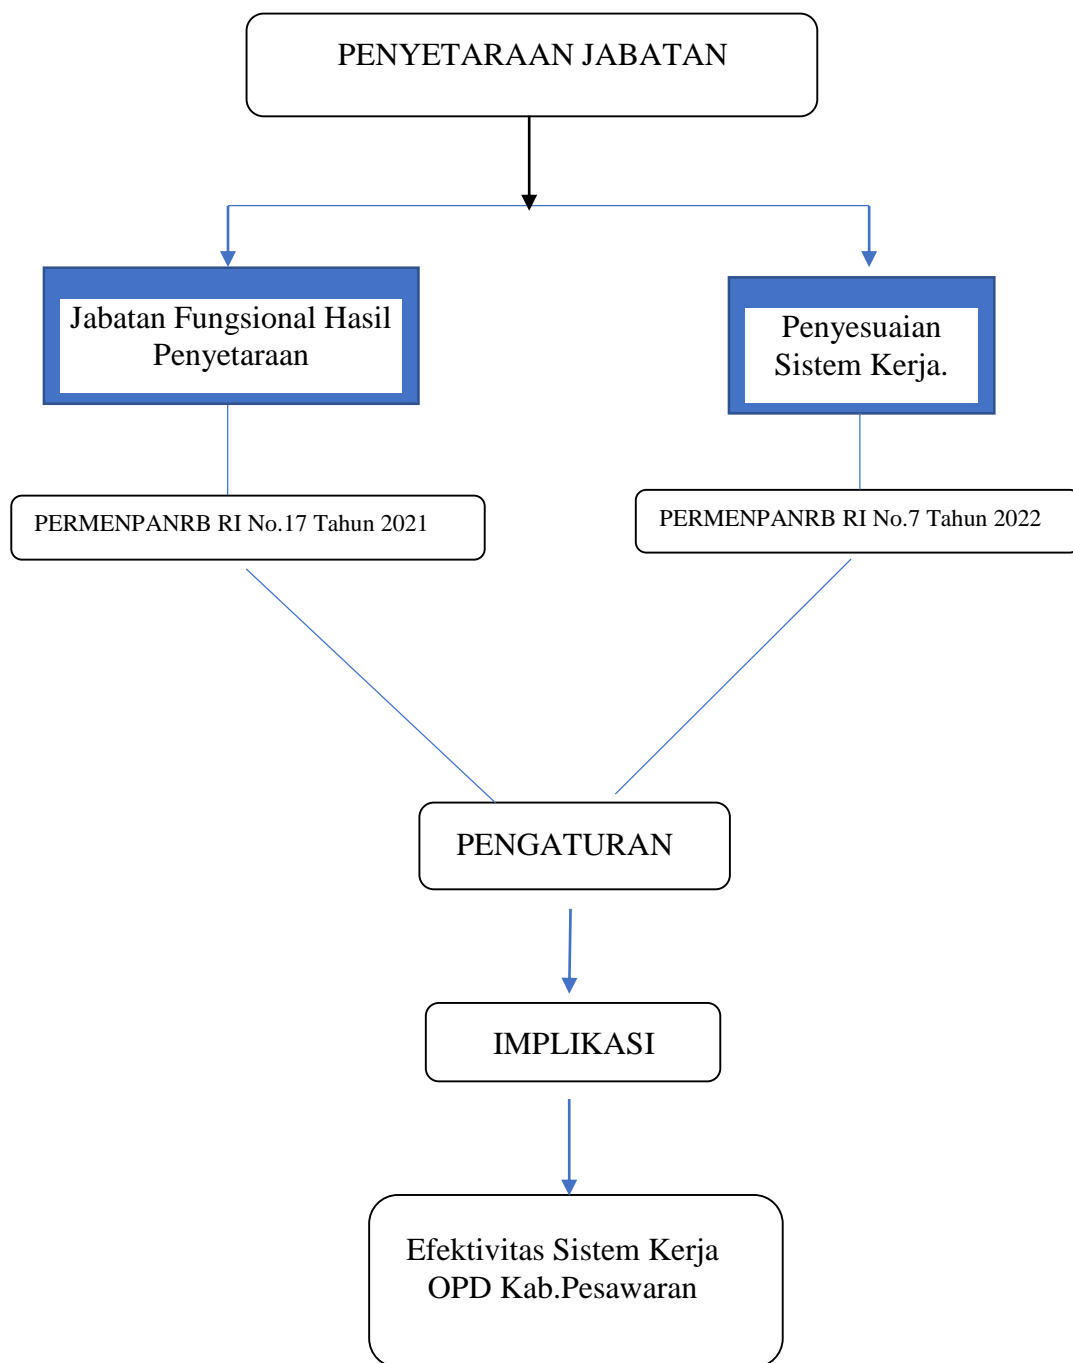 PENYETARAAN JABATAN
Jabatan Fungsional Hasil
Penyetaraan
Penyesuaian
Sistem Kerja.
PERMENPANRB RI No.17 Tahun 2021
PERMENPANRB RI No.7 Tahun 2022
PENGATURAN
IMPLIKASI
Efektivitas Sistem Kerja
OPD Kab.Pesawaran